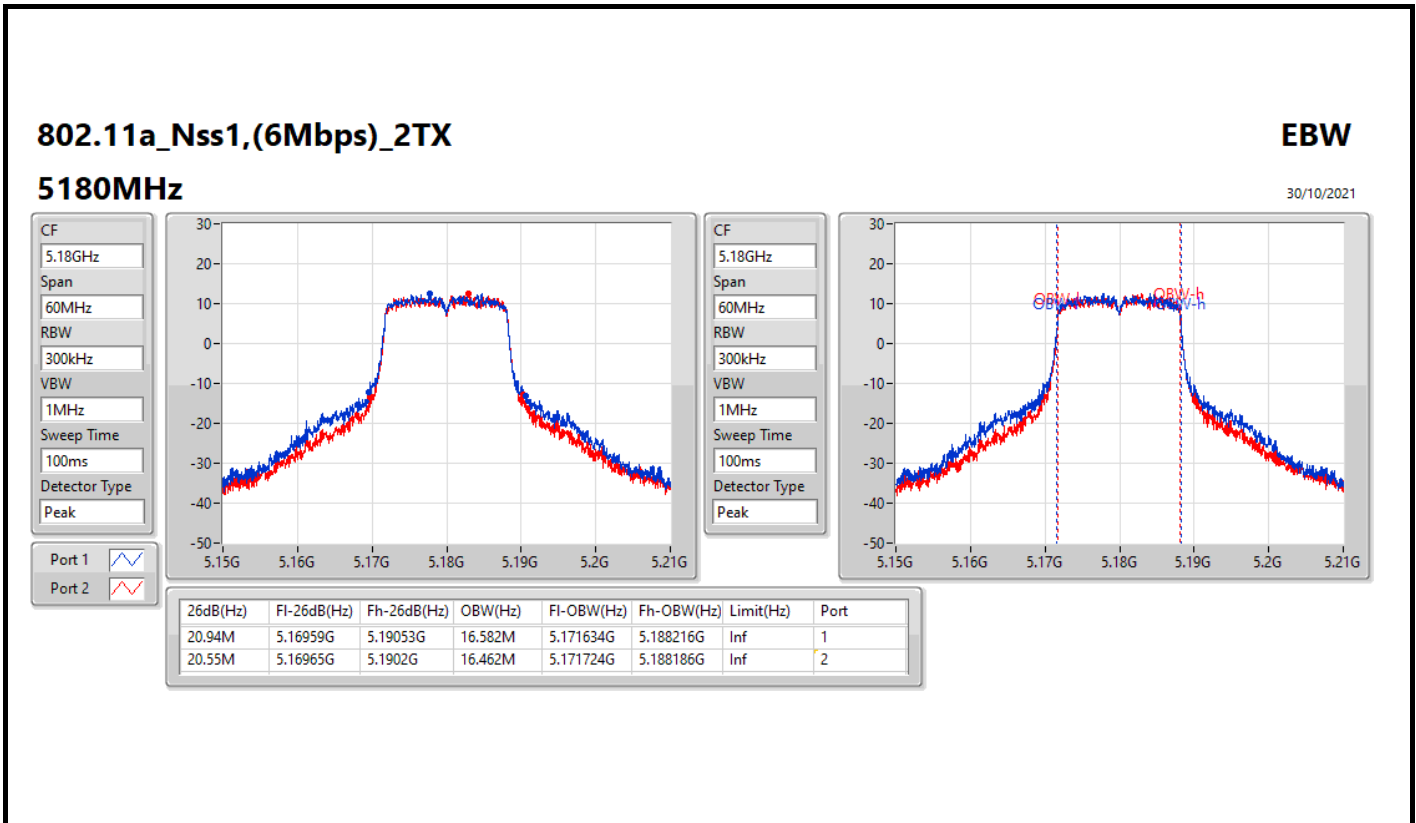 802.11a_Nss1,(6Mbps)_2TX
EBW
5180MHz
30/10/2021
CF
5.18GHz
Span
60MHz
RBW
300kHz
VBW
1MHz
Sweep Time
100ms
Detector Type
Peak
Port 1
Port 2
30
20
10
0
-10
-20
-30
-40
-50
5.15G 5.16G 5.17G 5.18G 5.19G 5.2G 5.21G
CF
5.18GHz
Span
60MHz
RBW
300kHz
VBW
1MHz
Sweep Time
100ms
Detector Type
Peak
30
20
10
0
-10
-20
-30
-40
-50
OBW-h
5.15G 5.16G 5.17G 5.18G 5.19G 5.2G 5.21G
26dB(Hz) Fl-26dB(Hz) Fh-26dB(Hz) OBW(Hz) Fl-OBW(Hz) Fh-OBW(Hz) Limit(Hz) Port
20.94M 5.16959G 5.19053G 16.582M 5.171634G 5.188216G Inf 1
20.55M 5.16965G 5.1902G 16.462M 5.171724G 5.188186G Inf 2